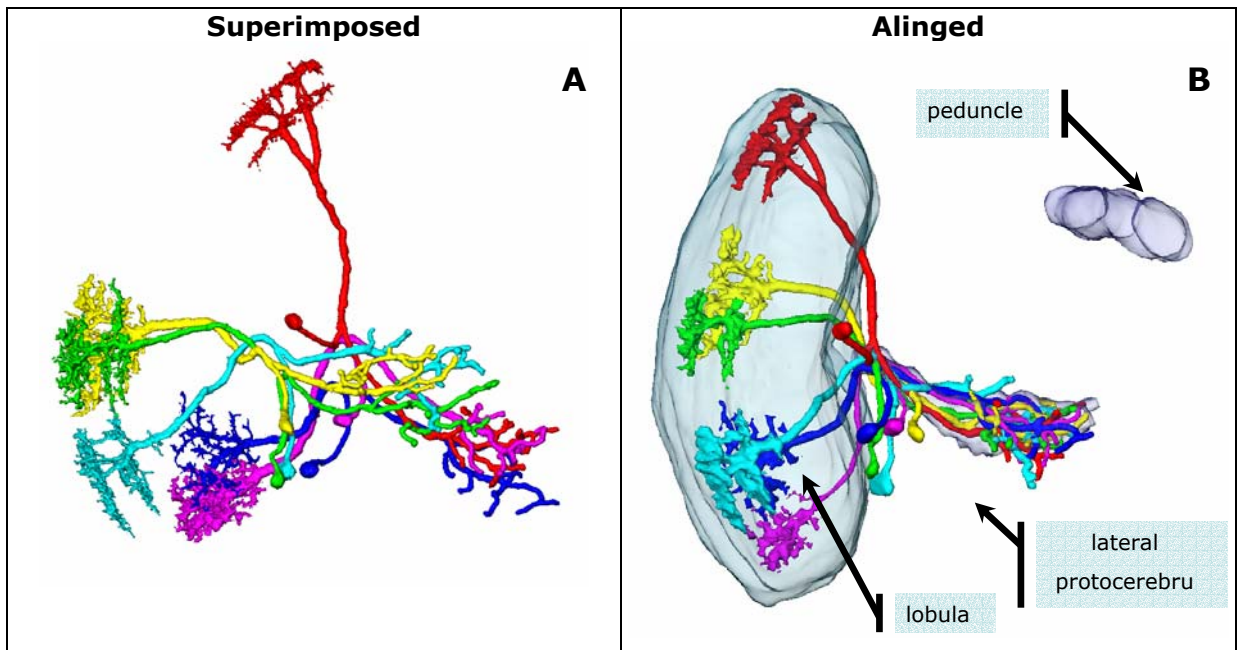 Superimposed
A
Alinged
B
peduncle
lateral
protocerebru
lobula